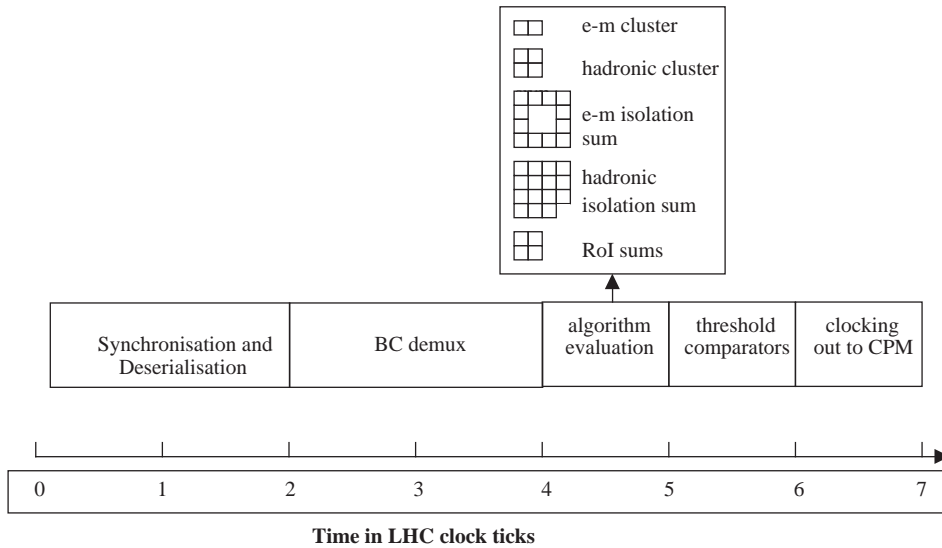 e-m cluster
hadronic cluster
e-m isolation
sum
hadronic
isolation sum
RoI sums
Synchronisation and
Deserialisation
BC demux
algorithm
evaluation
threshold
comparators
clocking
out to CPM
0 1 2 3 4 5 6 7
Time in LHC clock ticks